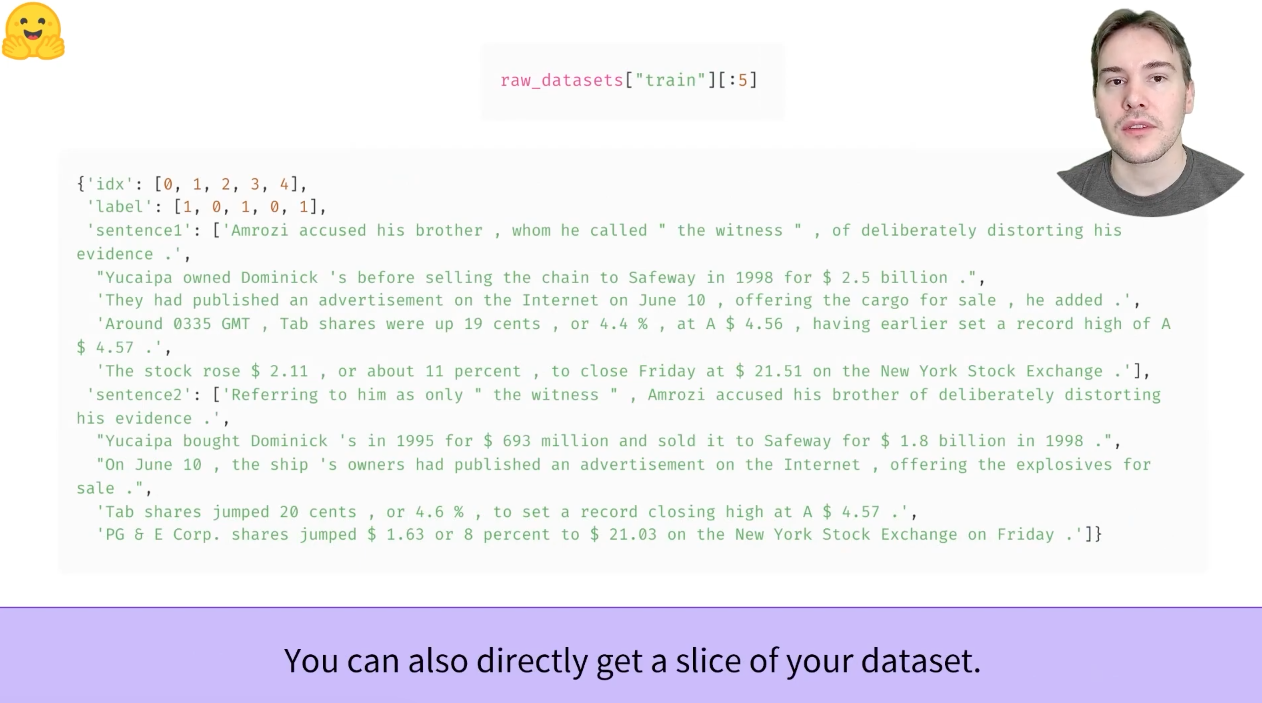 raw_datasets["train"][:5]
{'idx': [0, 1, 2, 3, 4],
'label': [1, 0, 1, 0, 1],
'sentence1': ['Amrozi accused his brother , whom he called " the witness " , of deliberately distorting his
evidence .',
"Yucaipa owned Dominick 's before selling the chain to Safeway in 1998 for $ 2.5 billion .",
'They had published an advertisement on the Internet on June 10 , offering the cargo for sale , he added .',
'Around 0335 GMT , Tab shares were up 19 cents , or 4.4 % , at A $ 4.56 , having earlier set a record high of A
$ 4.57 .',
'The stock rose $ 2.11 , or about 11 percent , to close Friday at $ 21.51 on the New York Stock Exchange .'],
'sentence2': ['Referring to him as only " the witness " , Amrozi accused his brother of deliberately distorting
his evidence .',
"Yucaipa bought Dominick 's in 1995 for $ 693 million and sold it to Safeway for $ 1.8 billion in 1998 .",
"On June 10 , the ship 's owners had published an advertisement on the Internet , offering the explosives for
sale .",
'Tab shares jumped 20 cents , or 4.6 % , to set a record closing high at A $ 4.57 .',
'PG & E Corp. shares jumped $ 1.63 or 8 percent to $ 21.03 on the New York Stock Exchange on Friday .']}
You can also directly get a slice of your dataset.